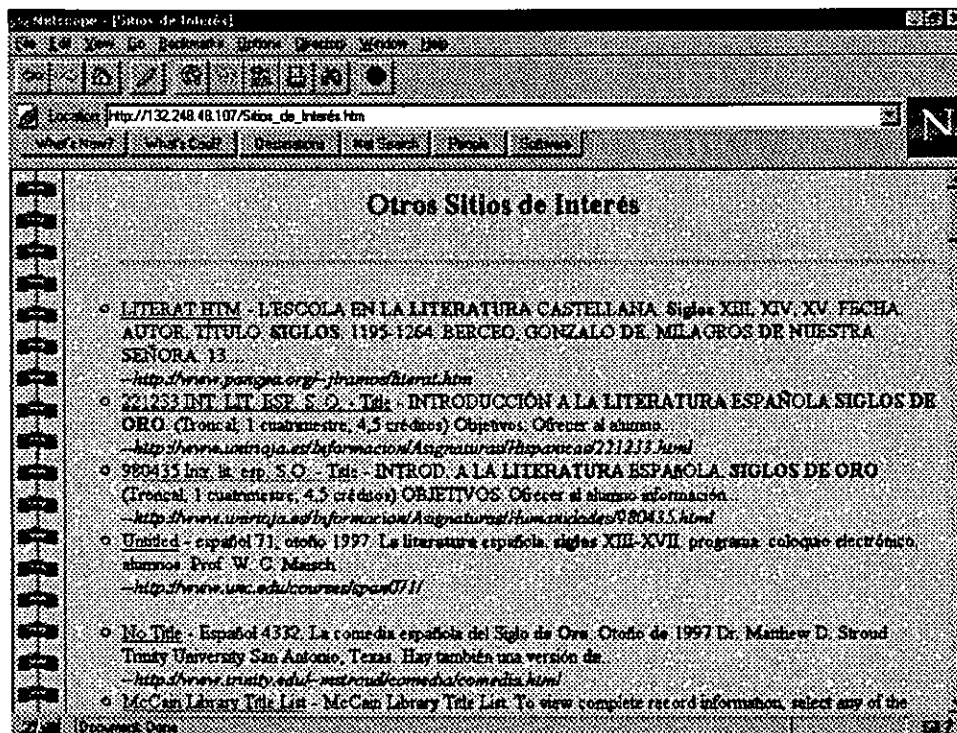 Netscape - [Sitios de Interés]
File Edit View Go Bookmarks Options Directory Window Help
Location: http://132.248.48.107/Sitios_de_Interés.htm
What's New? What's Cool? Destinations Net Search People Software
Otros Sitios de Interés
LITERAT.HTM - L'ESCOLA EN LA LITERATURA CASTELLANA. Siglos XIII, XIV, XV. FECHA.
AUTOR. TÍTULO. SIGLOS. 1195-1264. BERCEO, GONZALO DE. MILAGROS DE NUESTRA
SEÑORA. 13...
--http://www.pangea.org/~jbramos/literat.htm
221233 INT. LIT. ESP. S. O. - Title - INTRODUCCIÓN A LA LITERATURA ESPAÑOLA SIGLOS DE
ORO. (Troncal, 1 cuatrimestre, 4,5 créditos) Objetivos. Ofrecer al alumno...
--http://www.unirioja.es/Informacion/Asignaturas/Hispanicas/221233.html
980435 Int. lit. esp. S.O. - Title - INTROD. A LA LITERATURA ESPAÑOLA. SIGLOS DE ORO
(Troncal, 1 cuatrimestre, 4.5 créditos) OBJETIVOS. Ofrecer al alumno información...
--http://www.unirioja.es/Informacion/Asignaturas/Humanidades/980435.html
Untitled - español 71, otoño 1997. La literatura española, siglos XIII-XVII. programa. coloquio electrónico.
alumnos. Prof. W. C. Maisch...
--http://www.unc.edu/courses/span071/
No Title - Español 4332. La comedia española del Siglo de Oro. Otoño de 1997 Dr. Matthew D. Stroud.
Trinity University San Antonio, Texas. Hay también una versión de...
--http://www.trinity.edu/~mstroud/comedia/comedia.html
McCain Library Title List - McCain Library Title List. To view complete record information, select any of the
Document: Done